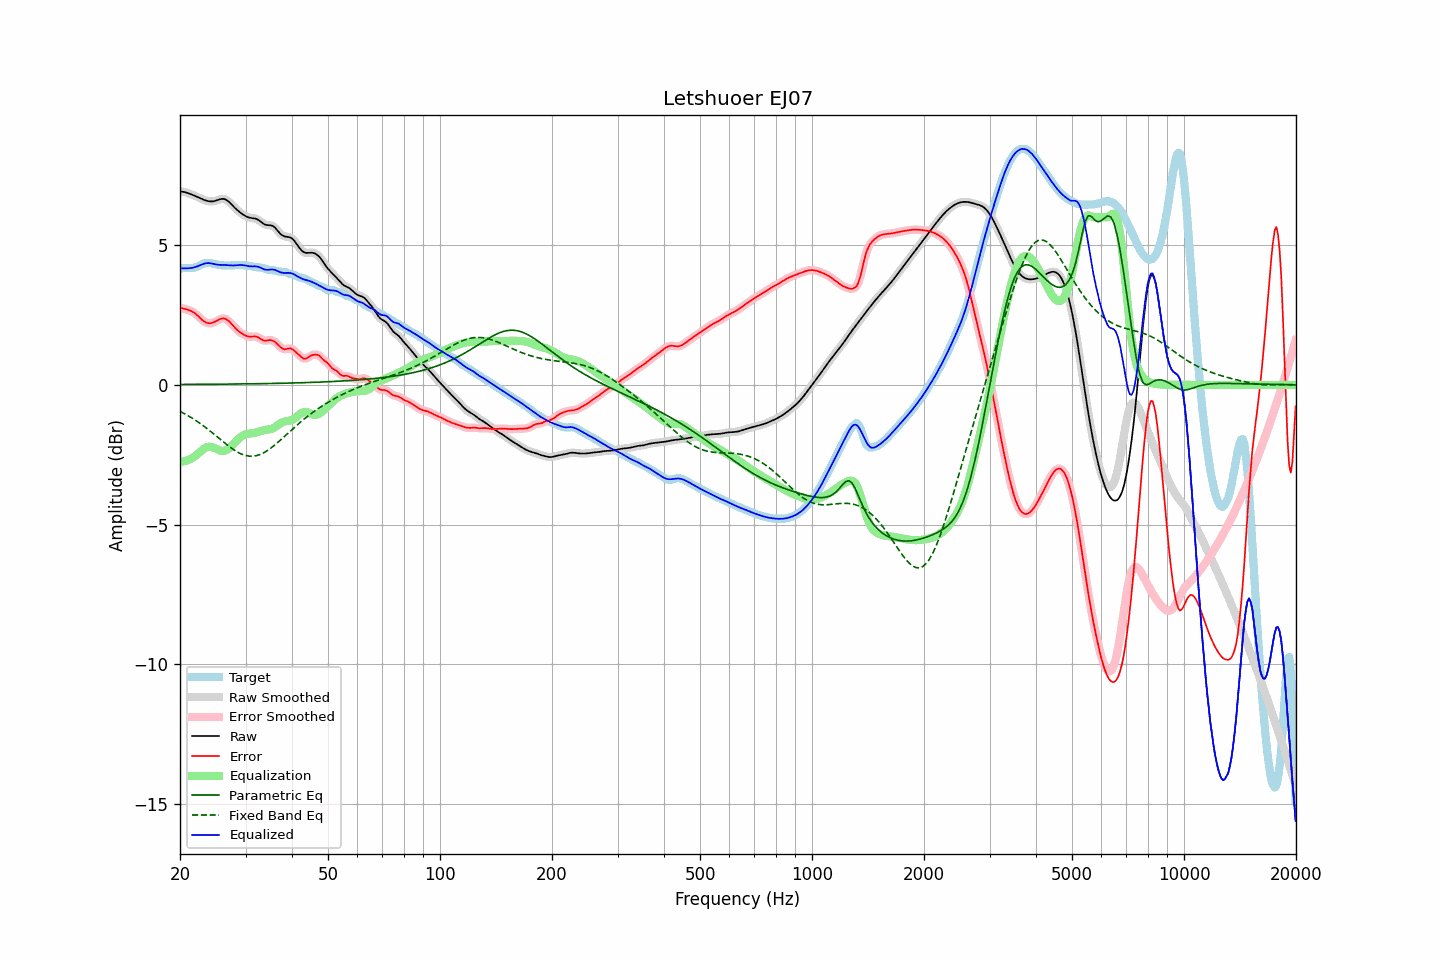 Letshuoer EJ07
Amplitude (dBr)
5
0
−5
−10
−15
Target
Raw Smoothed
Error Smoothed
Raw
Error
Equalization
Parametric Eq
Fixed Band Eq
Equalized
20 50 100 200 500 1000 2000 5000 10000 20000
Frequency (Hz)